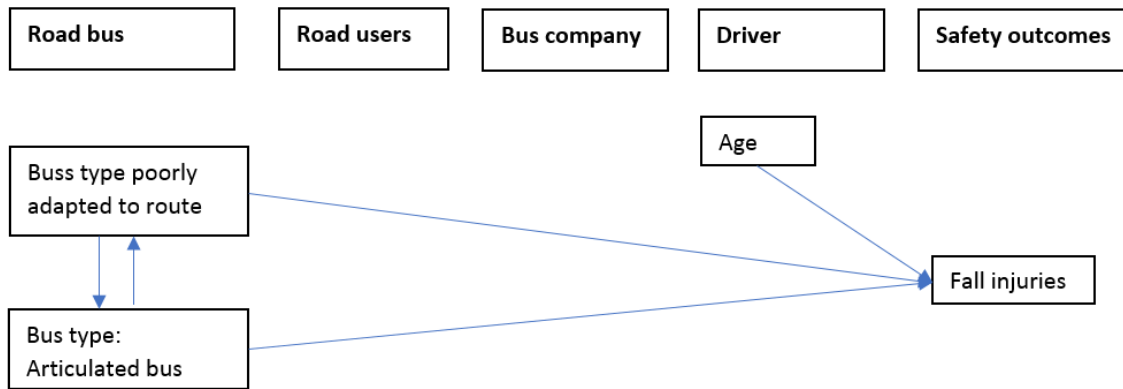 Road bus
Road users
Bus company
Driver
Safety outcomes
Age
Buss type poorly
adapted to route
Fall injuries
Bus type:
Articulated bus